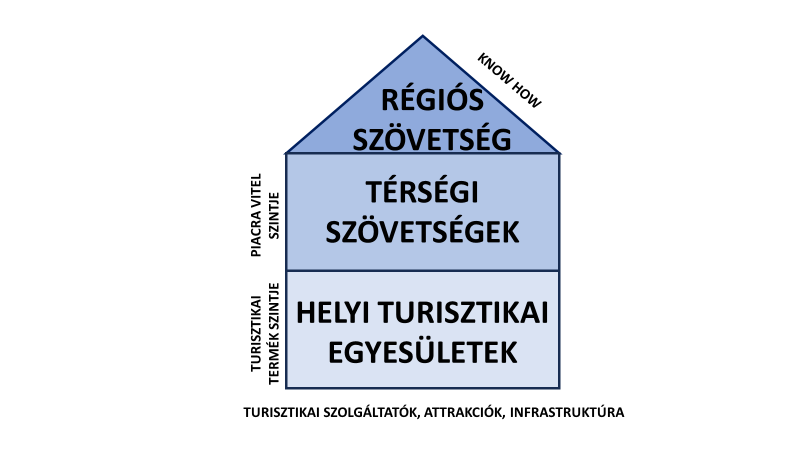 KNOW HOW
RÉGIÓS
SZÖVETSÉG
PIACRA VITEL
SZINTJE
TÉRSÉGI
SZÖVETSÉGEK
TURISZTIKAI
TERMÉK SZINTJE
HELYI TURISZTIKAI
EGYESÜLETEK
TURISZTIKAI SZOLGÁLTATÓK, ATTRAKCIÓK, INFRASTRUKTÚRA